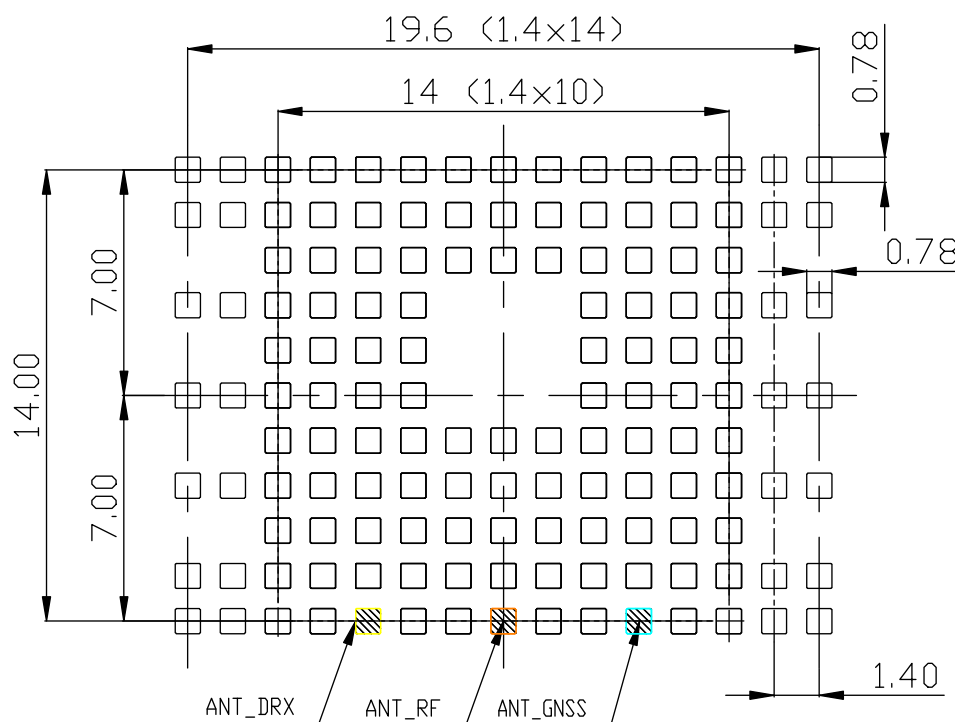 19.6 (1.4x14)
0.78
14 (1.4x10)
7.00
0.78
14.00
7.00
1.40
ANT_DRX
ANT_RF
ANT_GNSS